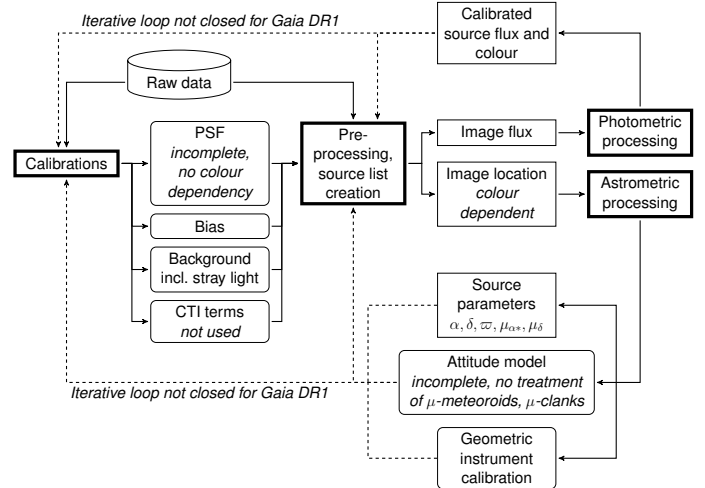 Iterative loop not closed for Gaia DR1
Calibrated
source flux and
colour
Raw data
Calibrations
PSF
incomplete,
no colour
dependency
Bias
Background
incl. stray light
CTI terms
not used
Pre-
processing,
source list
creation
Image flux
Image location
colour
dependent
Photometric
processing
Astrometric
processing
Source
parameters
α, δ, ϖ, μα∗, μδ
Attitude model
incomplete, no treatment
of μ-meteoroids, μ-clanks
Iterative loop not closed for Gaia DR1
Geometric
instrument
calibration